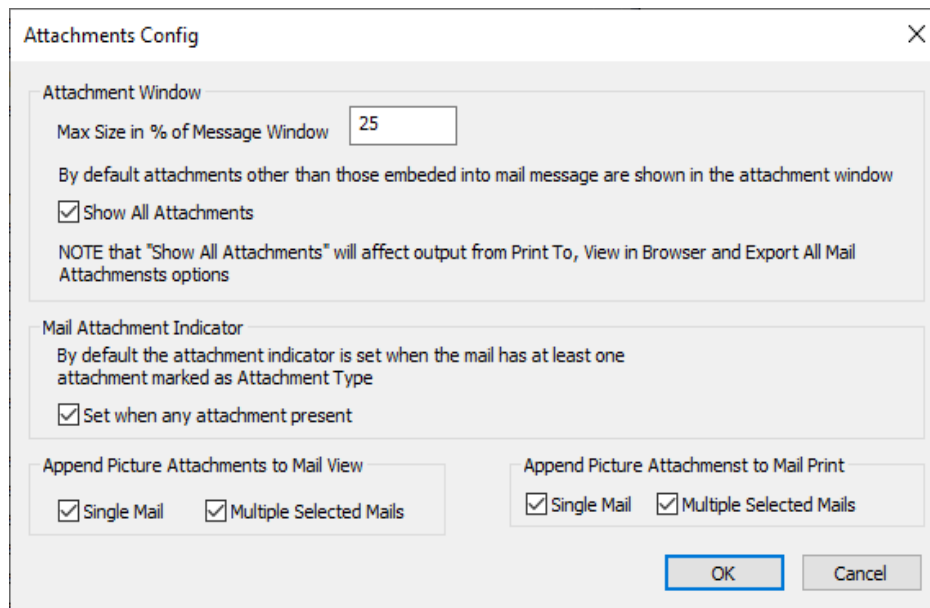 Attachments Config
Attachment Window
Max Size in % of Message Window 25
By default attachments other than those embeded into mail message are shown in the attachment window
Show All Attachments
NOTE that "Show All Attachments" will affect output from Print To, View in Browser and Export All Mail
Attachmensts options
Mail Attachment Indicator
By default the attachment indicator is set when the mail has at least one
attachment marked as Attachment Type
Set when any attachment present
Append Picture Attachments to Mail View
Single Mail Multiple Selected Mails
Append Picture Attachmenst to Mail Print
Single Mail Multiple Selected Mails
OK Cancel